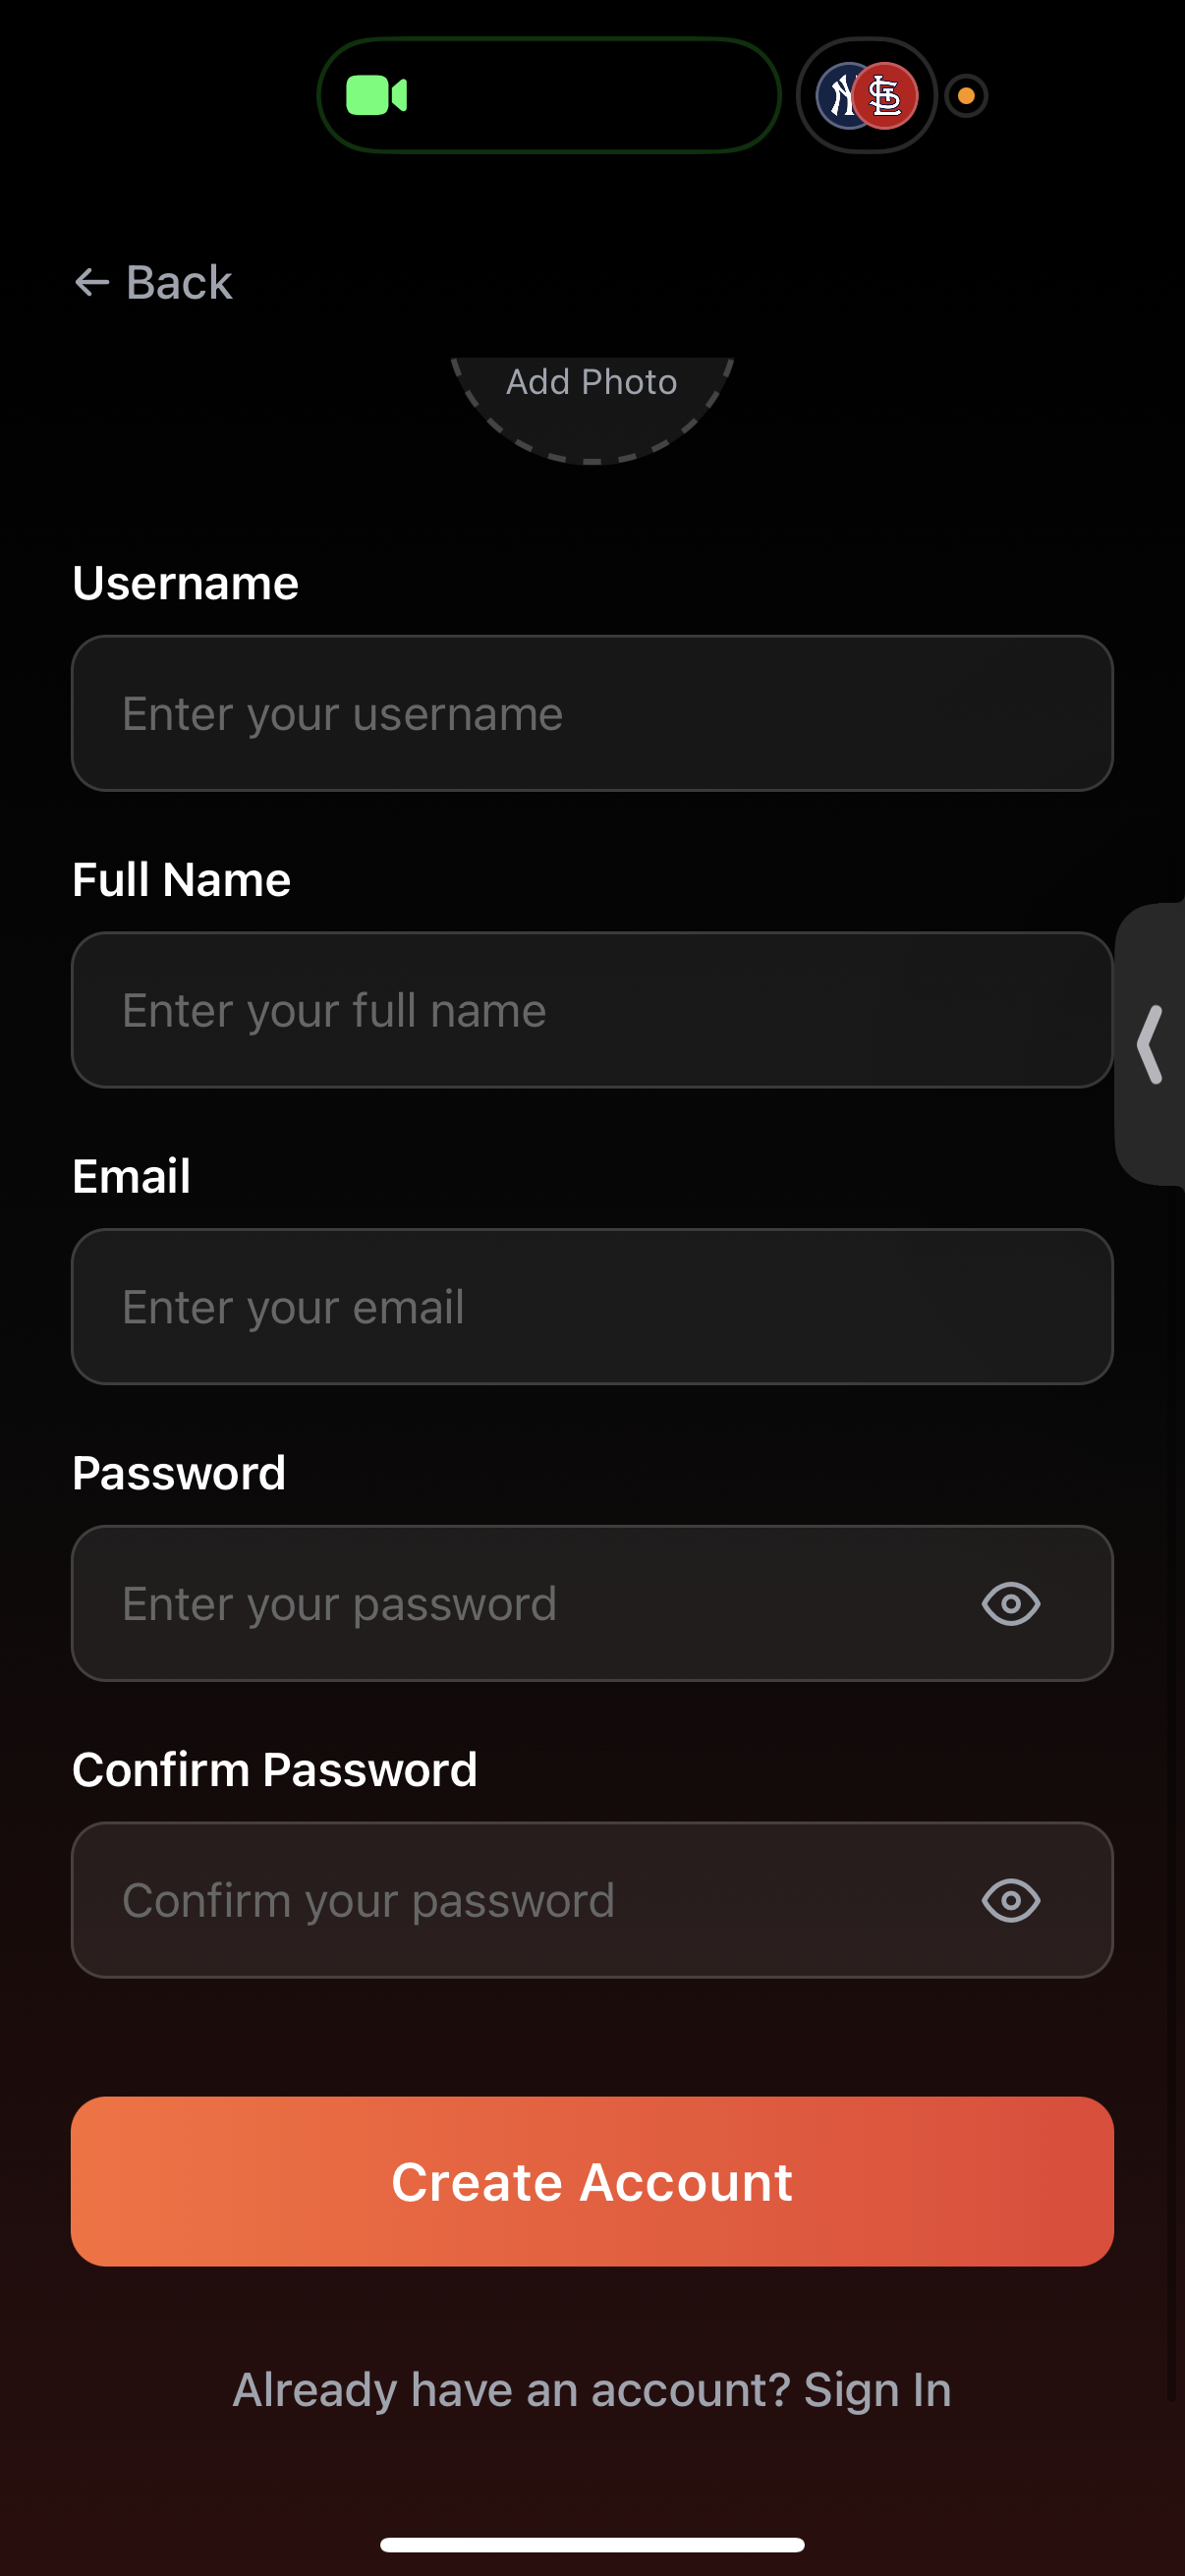 Back
Add Photo
Username
Enter your username
Full Name
Enter your full name
Email
Enter your email
Password
Enter your password
Confirm Password
Confirm your password
Create Account
Already have an account? Sign In